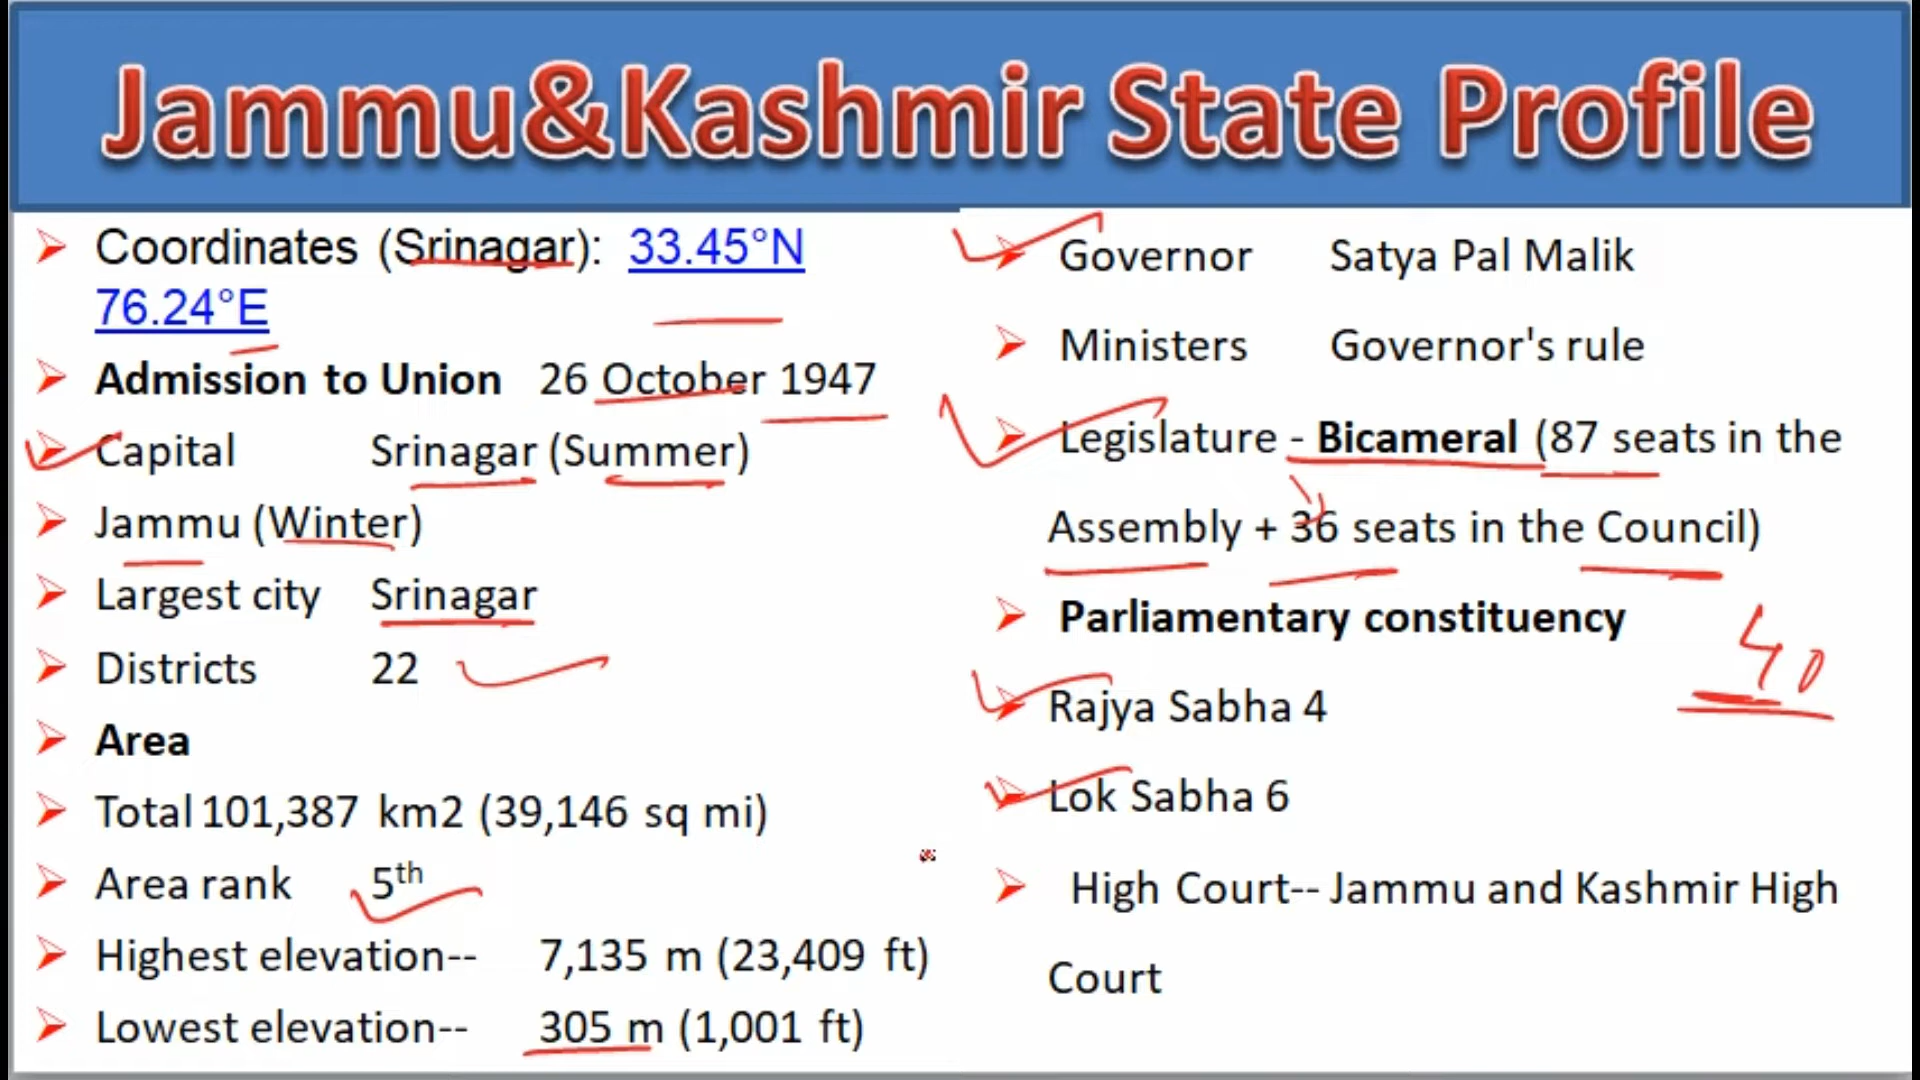 Jammu&Kashmir State Profile
Coordinates (Srinagar): 33.45°N
76.24°E
Admission to Union 26 October 1947
Capital Srinagar (Summer)
Jammu (Winter)
Largest city Srinagar
Districts 22
Area
Total 101,387 km2 (39,146 sq mi)
Area rank 5th
Highest elevation-- 7,135 m (23,409 ft)
Lowest elevation-- 305 m (1,001 ft)
Governor Satya Pal Malik
Ministers Governor's rule
Legislature - Bicameral (87 seats in the
Assembly + 36 seats in the Council)
Parliamentary constituency
40
Rajya Sabha 4
Lok Sabha 6
High Court-- Jammu and Kashmir High
Court